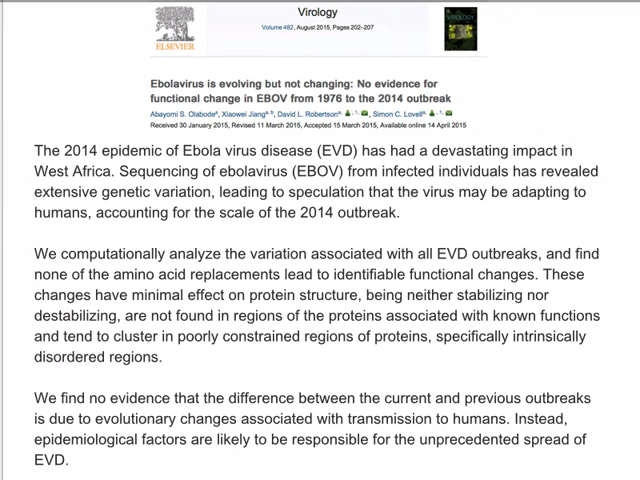 Virology
Volume 482, August 2015, Pages 202–207
ELSEVIER
VIROLOGY
Ebolavirus is evolving but not changing: No evidence for
functional change in EBOV from 1976 to the 2014 outbreak
Abayomi S. Olabodeᵃ, Xiaowei Jiangᵃ, ᵇ, David L. Robertsonᵃ, Simon C. Lovellᵃ
Received 30 January 2015, Revised 11 March 2015, Accepted 15 March 2015, Available online 14 April 2015
The 2014 epidemic of Ebola virus disease (EVD) has had a devastating impact in
West Africa. Sequencing of ebolavirus (EBOV) from infected individuals has revealed
extensive genetic variation, leading to speculation that the virus may be adapting to
humans, accounting for the scale of the 2014 outbreak.
We computationally analyze the variation associated with all EVD outbreaks, and find
none of the amino acid replacements lead to identifiable functional changes. These
changes have minimal effect on protein structure, being neither stabilizing nor
destabilizing, are not found in regions of the proteins associated with known functions
and tend to cluster in poorly constrained regions of proteins, specifically intrinsically
disordered regions.
We find no evidence that the difference between the current and previous outbreaks
is due to evolutionary changes associated with transmission to humans. Instead,
epidemiological factors are likely to be responsible for the unprecedented spread of
EVD.